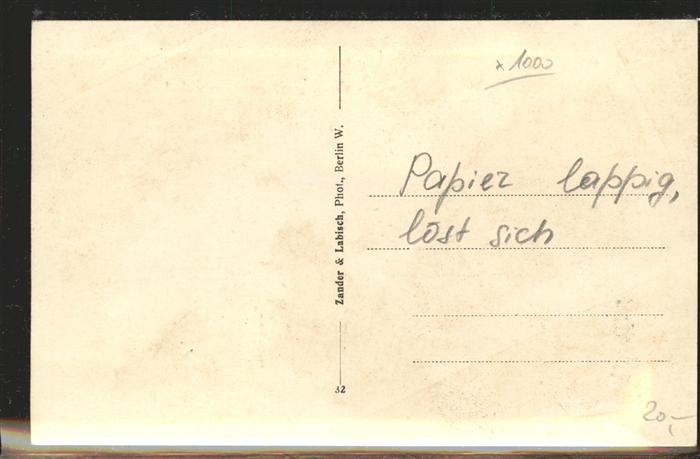 x 1000
Papier lappig,
löst sich
Zander & Labisch, Phot., Berlin W.
32
20,-